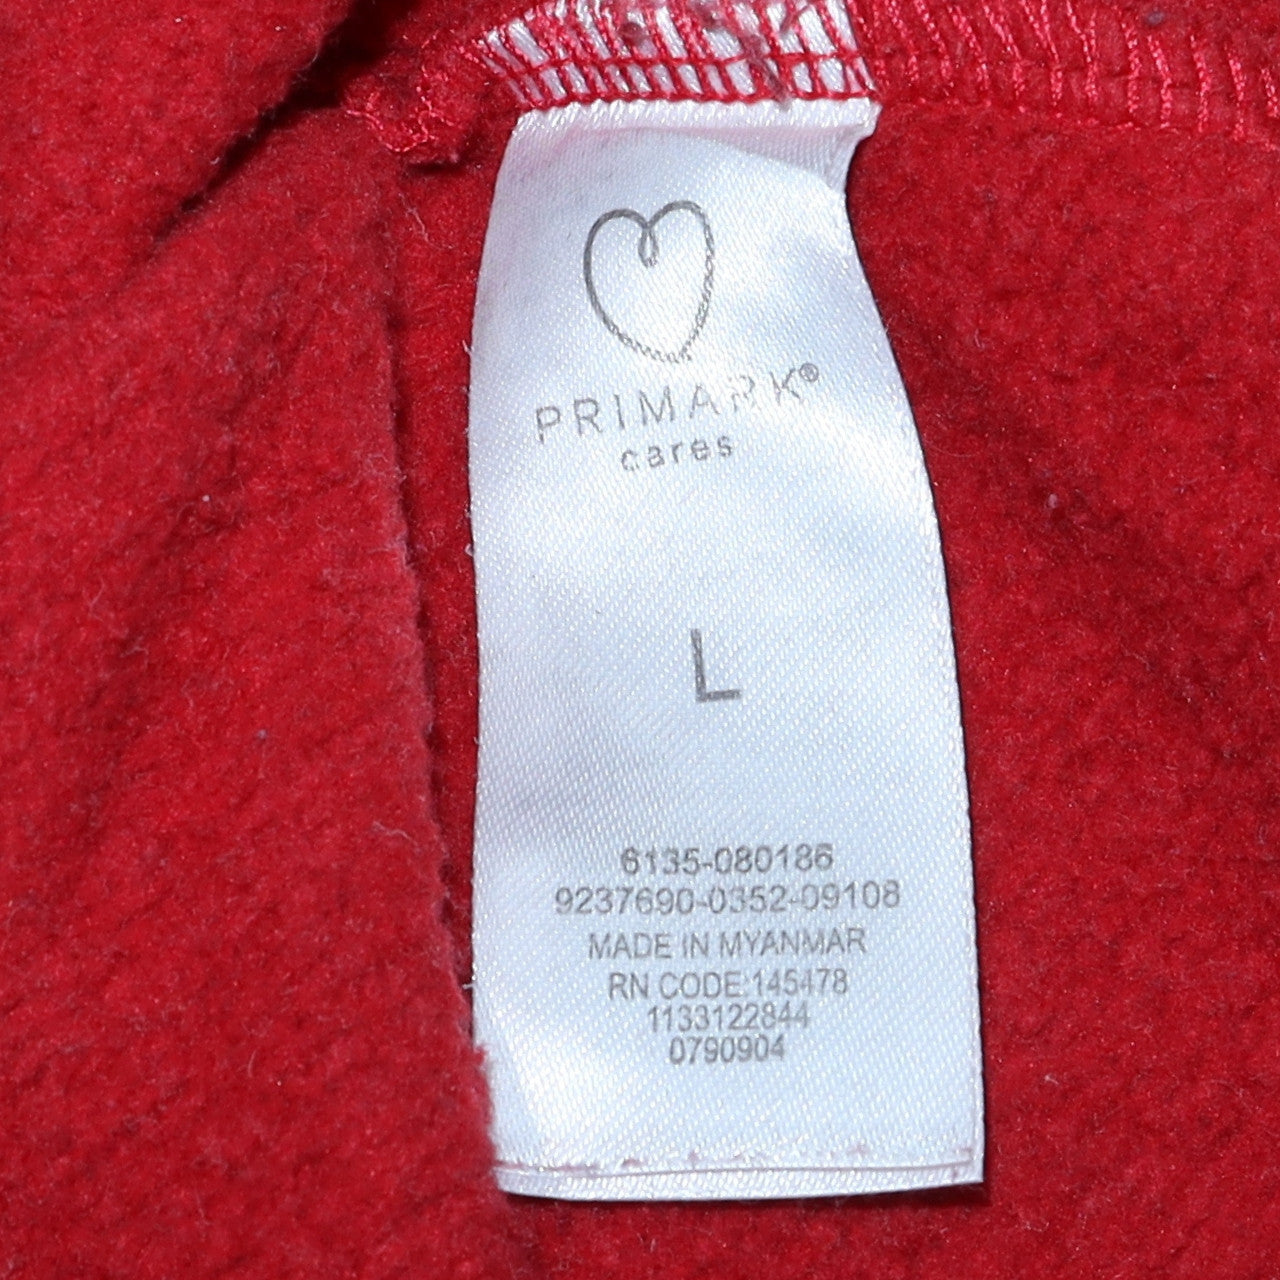 PRIMARK®
cares
L
6135-080186
9237690-0352-09108
MADE IN MYANMAR
RN CODE:145478
1133122844
0790904